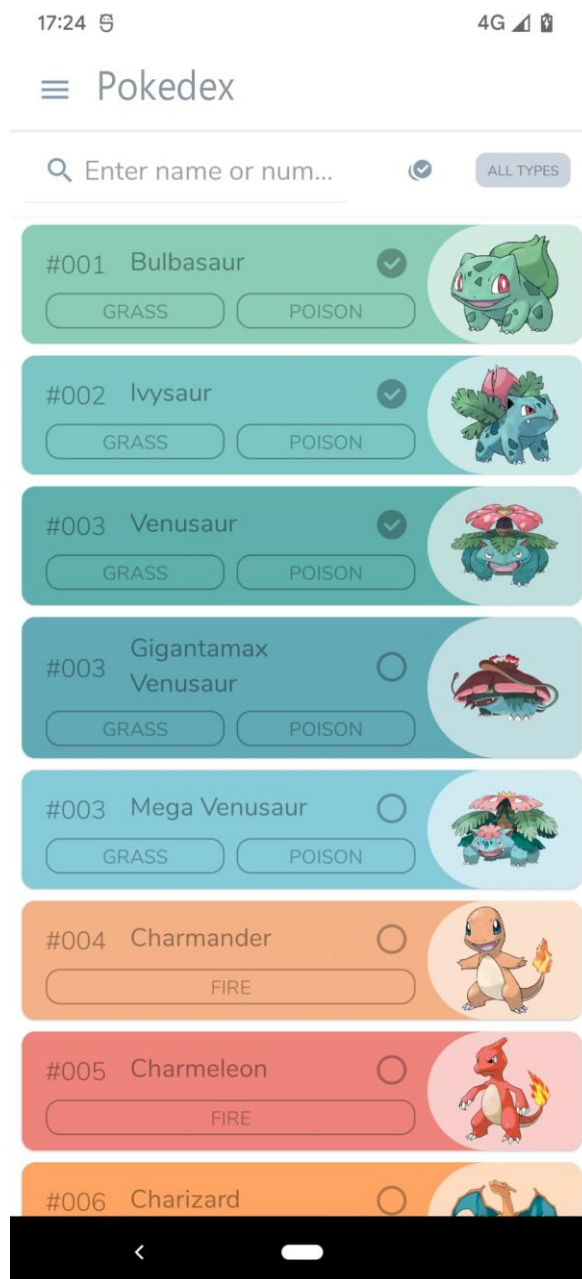 17:24 4G
Pokedex
Enter name or num... ALL TYPES
#001 Bulbasaur
GRASS POISON
#002 Ivysaur
GRASS POISON
#003 Venusaur
GRASS POISON
#003 Gigantamax
Venusaur
GRASS POISON
#003 Mega Venusaur
GRASS POISON
#004 Charmander
FIRE
#005 Charmeleon
FIRE
#006 Charizard